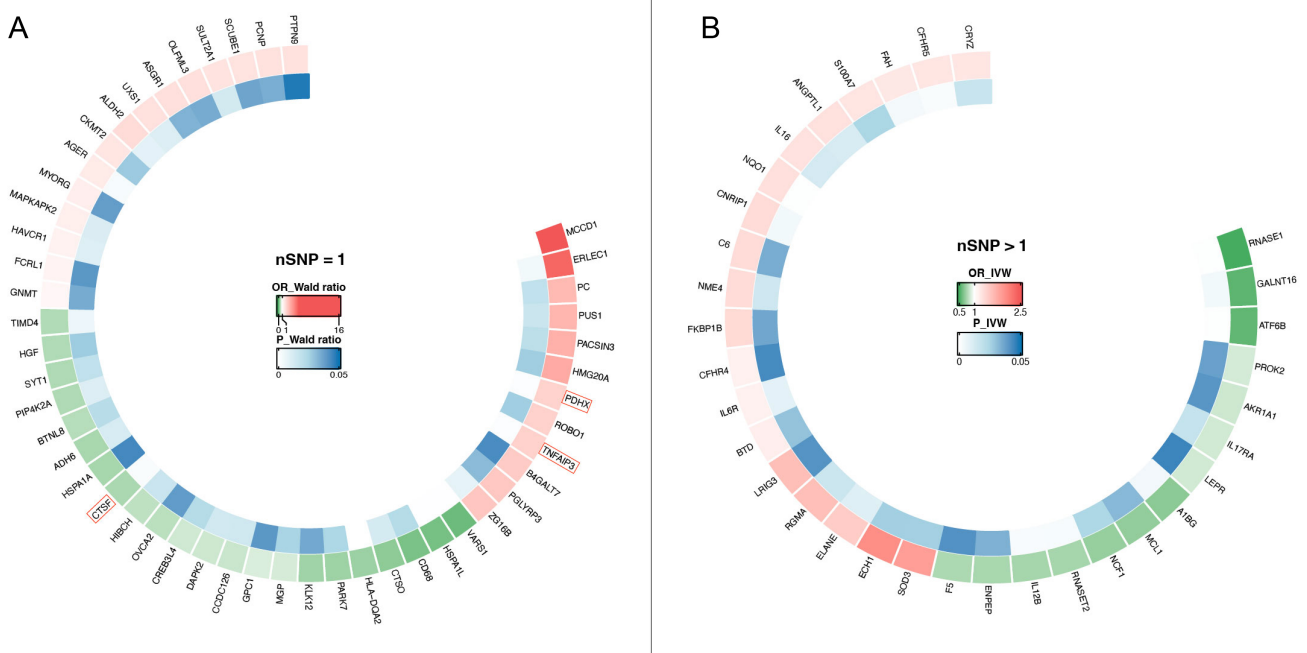 A
PTPN9
PCNP
SCUBE1
SULT2A1
OLFML3
ASGR1
UXS1
ALDH2
CKMT2
AGER
MYORG
MAPKAPK2
HAVCR1
FCRL1
GNMT
TIMD4
HGF
SYT1
PIP4K2A
BTNL8
ADH6
HSPA1A
CTSF
HIBCH
OVCA2
CREB3L4
DAPK2
CCDC126
GPC1
MGP
KLK12
PARK7
HLA-DQA2
CTSO
CD68
HSPA1L
VARS1
ZG16B
PGLYRP3
B4GALT7
TNFAIP3
ROBO1
PDHX
HMG20A
PACSIN3
PUS1
PC
ERLEC1
MCCD1
nSNP = 1
OR_Wald ratio
0 1 16
P_Wald ratio
0 0.05
B
CRYZ
CFHR5
FAH
S100A7
ANGPTL1
IL16
NQO1
CNRIP1
C6
NME4
FKBP1B
CFHR4
IL6R
BTD
LRIG3
RGMA
ELANE
ECH1
SOD3
F5
ENPEP
IL12B
RNASET2
NCF1
MCL1
A1BG
LEPR
IL17RA
AKR1A1
PROK2
ATF6B
GALNT16
RNASE1
nSNP > 1
OR_IVW
0.5 1 2.5
P_IVW
0 0.05